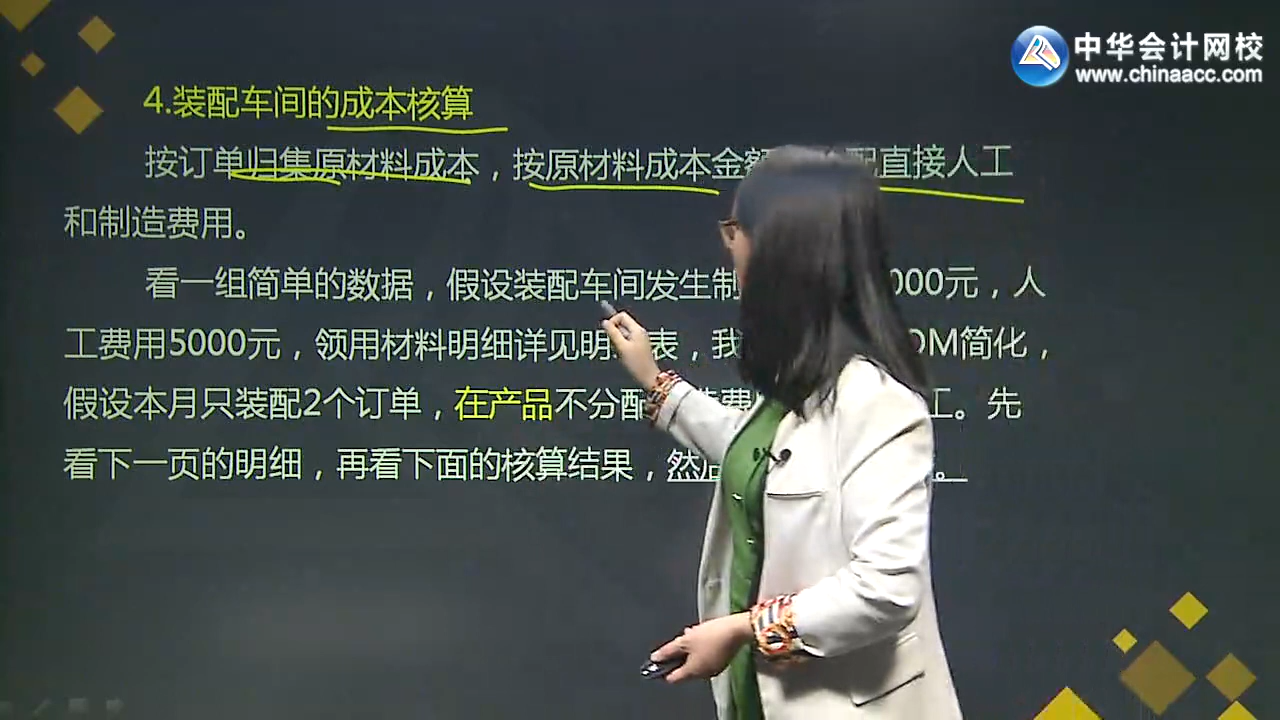 中华会计网校
www.chinaacc.com
4.装配车间的成本核算
按订单归集原材料成本，按原材料成本金额 配直接人工
和制造费用。
看一组简单的数据，假设装配车间发生制 000元，人
工费用5000元，领用材料明细详见明 表，我 OM简化，
假设本月只装配2个订单，在产品不分配 费 工。先
看下一页的明细，再看下面的核算结果，然后 。